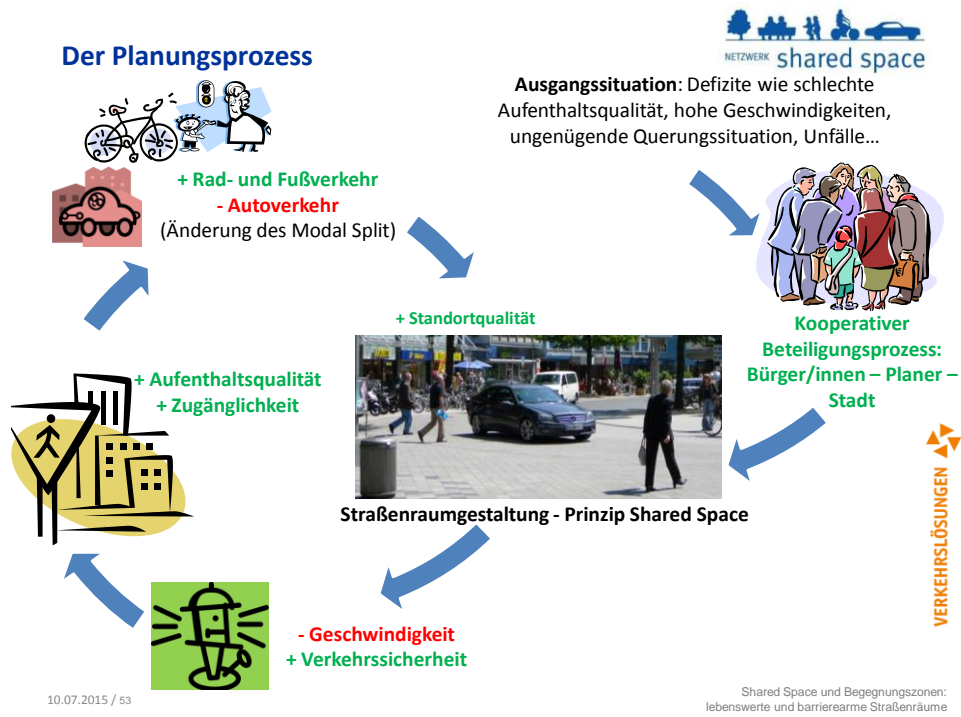 Der Planungsprozess
NETZWERK shared space
Ausgangssituation: Defizite wie schlechte
Aufenthaltsqualität, hohe Geschwindigkeiten,
ungenügende Querungssituation, Unfälle…
+ Rad- und Fußverkehr
- Autoverkehr
(Änderung des Modal Split)
+ Standortqualität
Kooperativer
Beteiligungsprozess:
Bürger/innen – Planer –
Stadt
+ Aufenthaltsqualität
+ Zugänglichkeit
Straßenraumgestaltung - Prinzip Shared Space
- Geschwindigkeit
+ Verkehrssicherheit
VERKEHRSLÖSUNGEN
10.07.2015 / 53
Shared Space und Begegnungszonen:
lebenswerte und barrierearme Straßenräume